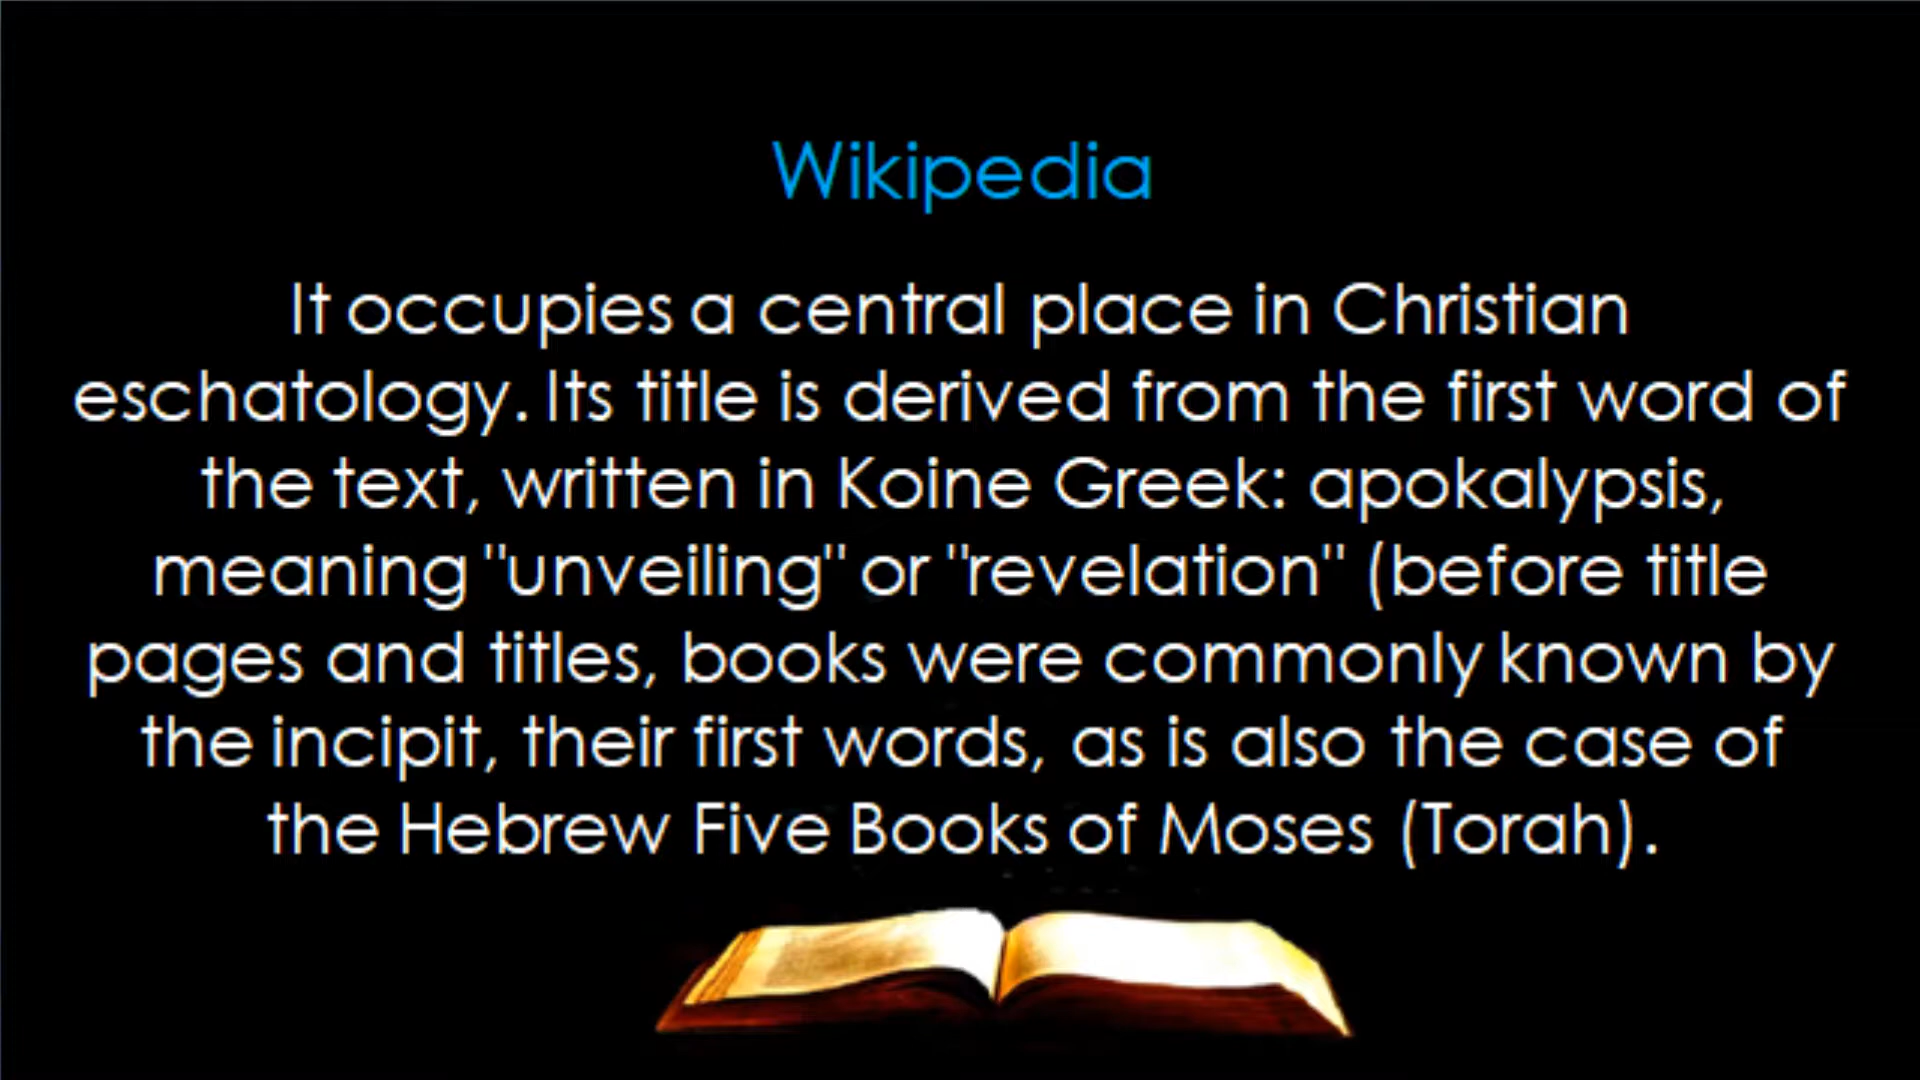 Wikipedia
It occupies a central place in Christian
eschatology. Its title is derived from the first word of
the text, written in Koine Greek: apokalypsis,
meaning "unveiling" or "revelation" (before title
pages and titles, books were commonly known by
the incipit, their first words, as is also the case of
the Hebrew Five Books of Moses (Torah).